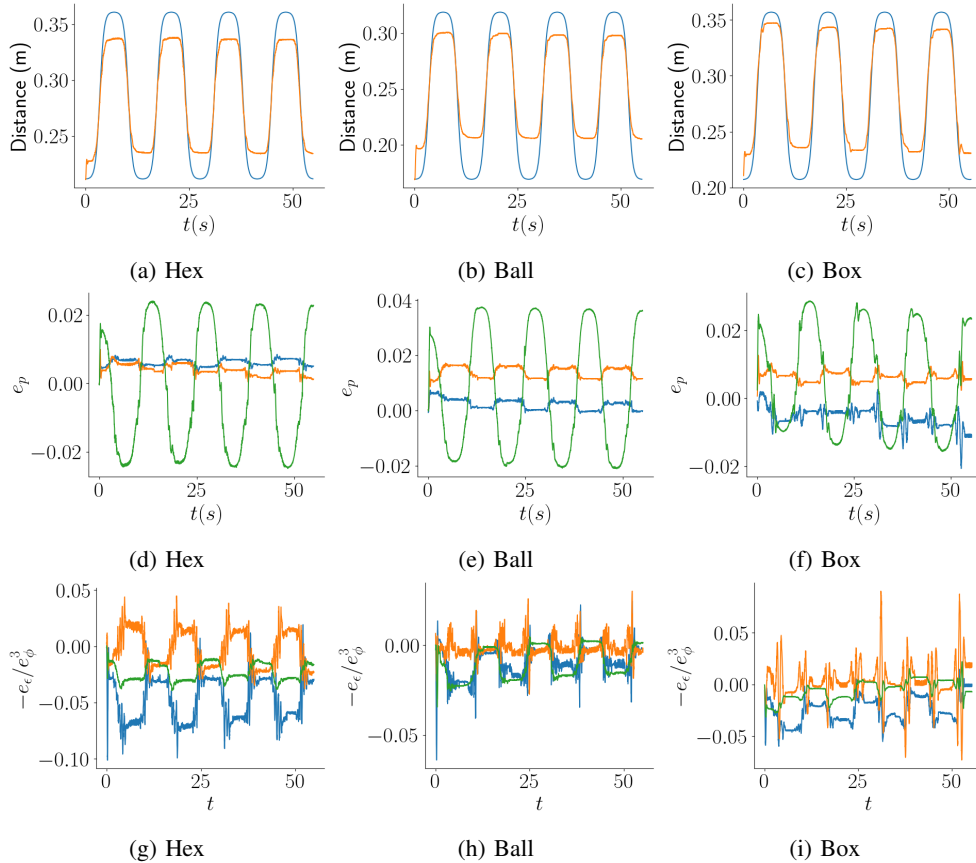 Distance (m)
0.35
0.30
0.25
0
25
50
t(s)
(a) Hex
Distance (m)
0.30
0.20
0
25
50
t(s)
(b) Ball
Distance (m)
0.35
0.30
0.25
0.20
0
25
50
t(s)
(c) Box
e_p
0.02
0.00
−0.02
0
25
50
t(s)
(d) Hex
e_p
0.04
0.02
0.00
−0.02
0
25
50
t(s)
(e) Ball
e_p
0.02
0.00
−0.02
0
25
50
t(s)
(f) Box
−e_ϵ/e_ϕ^3
0.05
0.00
−0.05
−0.10
0
25
50
t
(g) Hex
−e_ϵ/e_ϕ^3
0.00
−0.05
0
25
50
t
(h) Ball
−e_ϵ/e_ϕ^3
0.05
0.00
−0.05
0
25
50
t
(i) Box